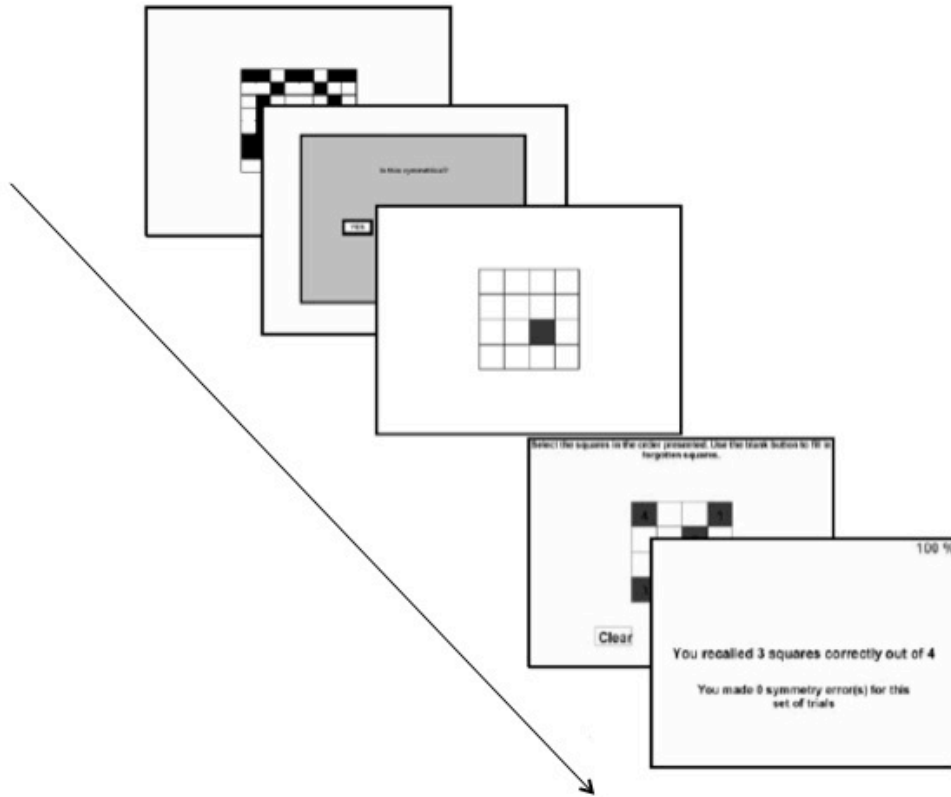 Is this symmetrical?
YES
Select the squares in the order presented. Use the blank button to fill in
forgotten squares.
4 1
Clear
100 %
You recalled 3 squares correctly out of 4
You made 0 symmetry error(s) for this
set of trials